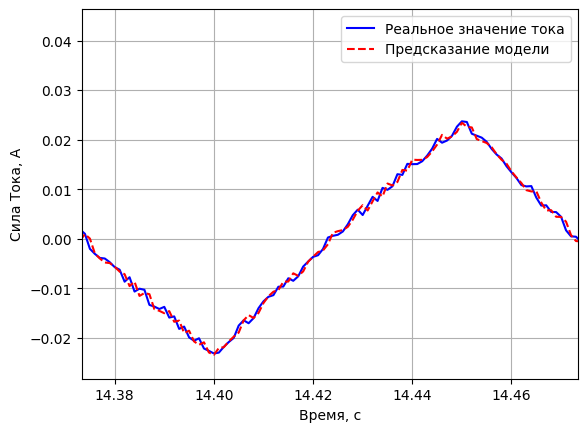 Реальное значение тока
Предсказание модели
Сила Тока, А
0.04
0.03
0.02
0.01
0.00
−0.01
−0.02
14.38 14.40 14.42 14.44 14.46
Время, с